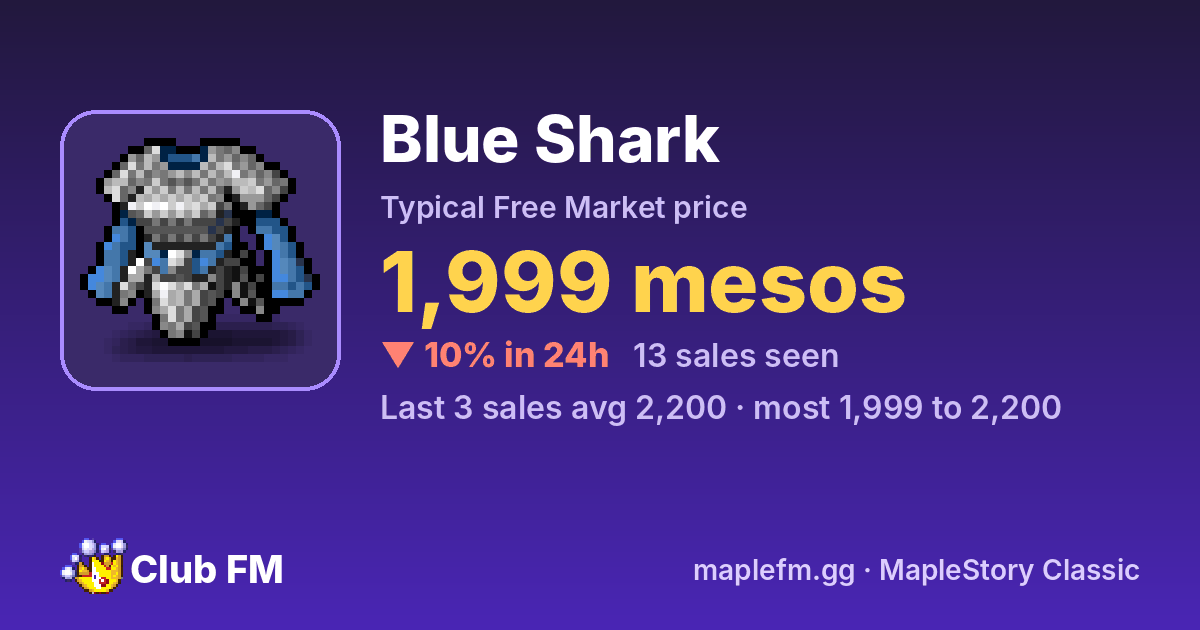 Blue Shark
Typical Free Market price
1,999 mesos
▼ 10% in 24h 13 sales seen
Last 3 sales avg 2,200 · most 1,999 to 2,200
Club FM
maplefm.gg · MapleStory Classic